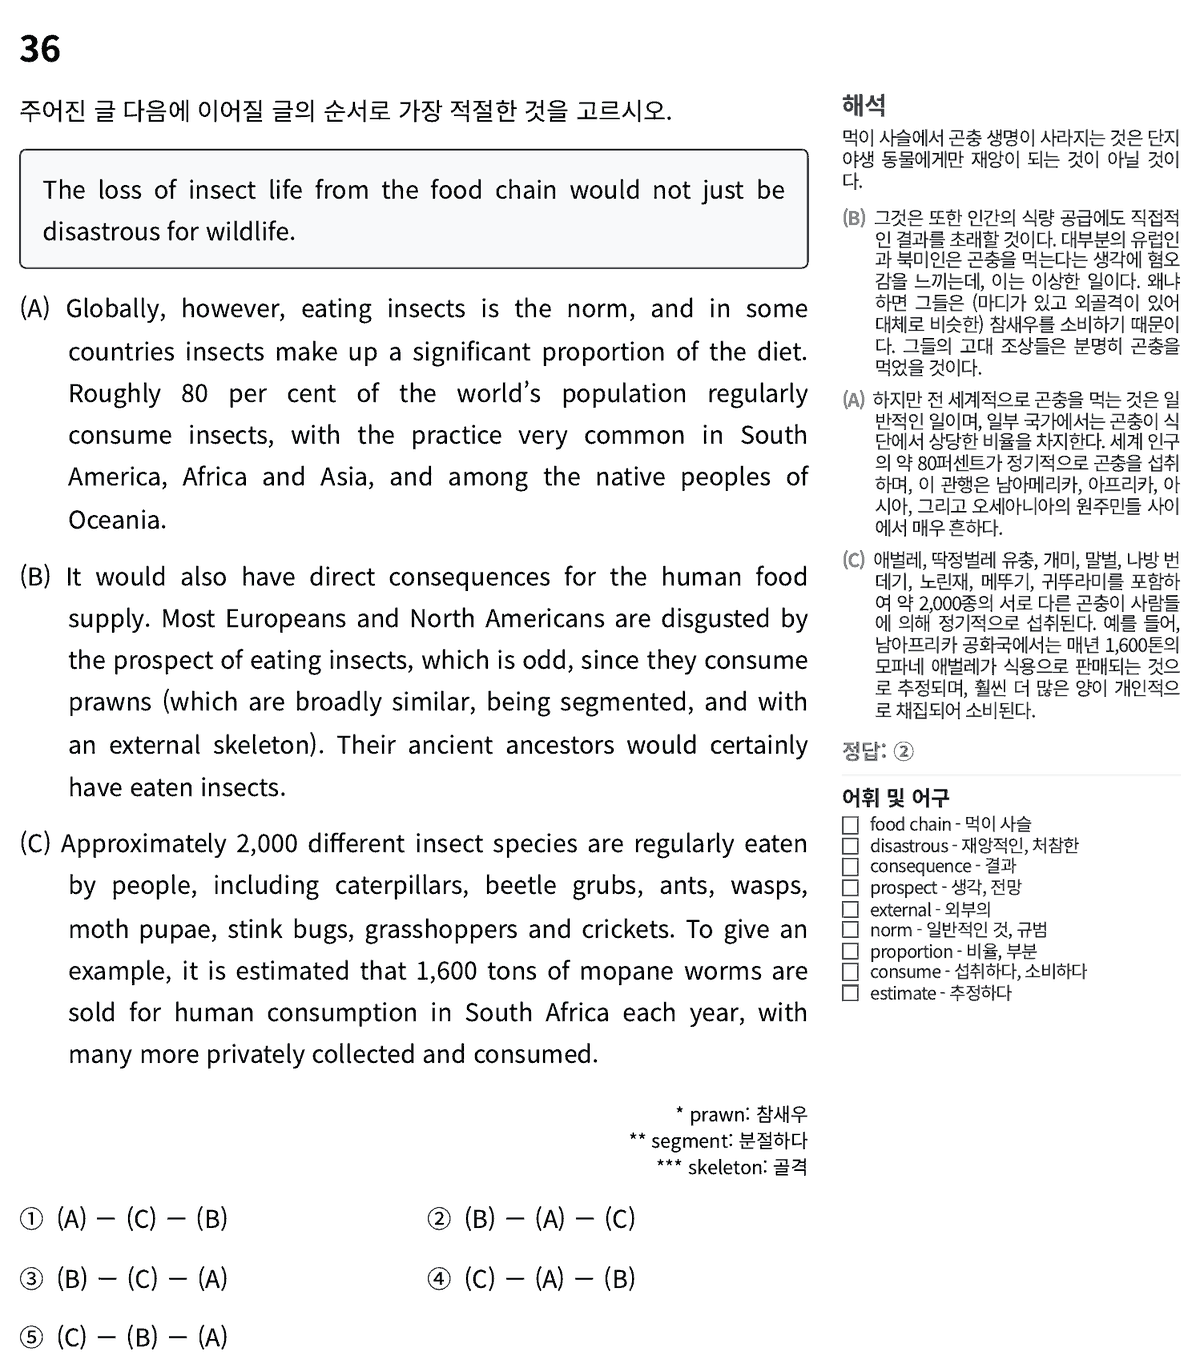 36
주어진 글 다음에 이어질 글의 순서로 가장 적절한 것을 고르시오.
The loss of insect life from the food chain would not just be
disastrous for wildlife.
(A) Globally, however, eating insects is the norm, and in some
countries insects make up a significant proportion of the diet.
Roughly 80 per cent of the world’s population regularly
consume insects, with the practice very common in South
America, Africa and Asia, and among the native peoples of
Oceania.
(B) It would also have direct consequences for the human food
supply. Most Europeans and North Americans are disgusted by
the prospect of eating insects, which is odd, since they consume
prawns (which are broadly similar, being segmented, and with
an external skeleton). Their ancient ancestors would certainly
have eaten insects.
(C) Approximately 2,000 different insect species are regularly eaten
by people, including caterpillars, beetle grubs, ants, wasps,
moth pupae, stink bugs, grasshoppers and crickets. To give an
example, it is estimated that 1,600 tons of mopane worms are
sold for human consumption in South Africa each year, with
many more privately collected and consumed.
* prawn: 참새우
** segment: 분절하다
*** skeleton: 골격
① (A) － (C) － (B)
② (B) － (A) － (C)
③ (B) － (C) － (A)
④ (C) － (A) － (B)
⑤ (C) － (B) － (A)
해석
먹이 사슬에서 곤충 생명이 사라지는 것은 단지
야생 동물에게만 재앙이 되는 것이 아닐 것이
다.
(B) 그것은 또한 인간의 식량 공급에도 직접적
인 결과를 초래할 것이다. 대부분의 유럽인
과 북미인은 곤충을 먹는다는 생각에 혐오
감을 느끼는데, 이는 이상한 일이다. 왜냐
하면 그들은 (마디가 있고 외골격이 있어
대체로 비슷한) 참새우를 소비하기 때문이
다. 그들의 고대 조상들은 분명히 곤충을
먹었을 것이다.
(A) 하지만 전 세계적으로 곤충을 먹는 것은 일
반적인 일이며, 일부 국가에서는 곤충이 식
단에서 상당한 비율을 차지한다. 세계 인구
의 약 80퍼센트가 정기적으로 곤충을 섭취
하며, 이 관행은 남아메리카, 아프리카, 아
시아, 그리고 오세아니아의 원주민들 사이
에서 매우 흔하다.
(C) 애벌레, 딱정벌레 유충, 개미, 말벌, 나방 번
데기, 노린재, 메뚜기, 귀뚜라미를 포함하
여 약 2,000종의 서로 다른 곤충이 사람들
에 의해 정기적으로 섭취된다. 예를 들어,
남아프리카 공화국에서는 매년 1,600톤의
모파네 애벌레가 식용으로 판매되는 것으
로 추정되며, 훨씬 더 많은 양이 개인적으
로 채집되어 소비된다.
정답: ②
어휘 및 어구
food chain - 먹이 사슬
disastrous - 재앙적인, 처참한
consequence - 결과
prospect - 생각, 전망
external - 외부의
norm - 일반적인 것, 규범
proportion - 비율, 부분
consume - 섭취하다, 소비하다
estimate - 추정하다